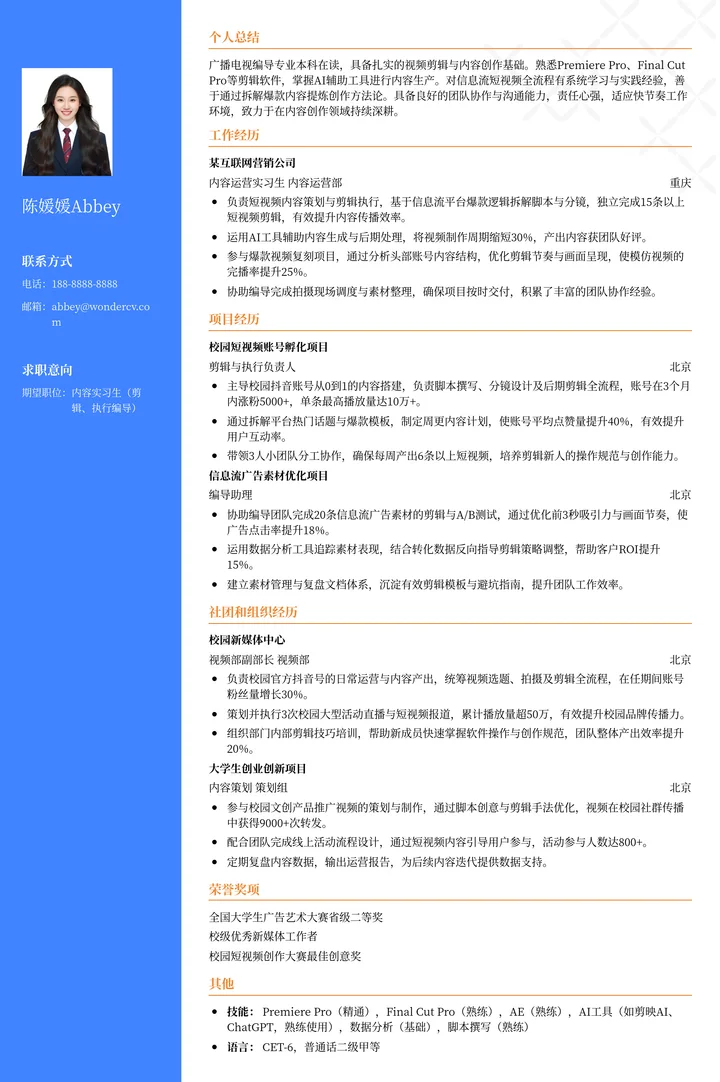 陈媛媛Abbey
联系方式
电话：188-8888-8888
邮箱：abbey@wondercv.co
m
求职意向
期望职位：内容实习生（剪
辑、执行编导）
个人总结
广播电视编导专业本科在读，具备扎实的视频剪辑与内容创作基础。熟悉Premiere Pro、Final Cut
Pro等剪辑软件，掌握AI辅助工具进行内容生产。对信息流短视频全流程有系统学习与实践经验，善
于通过拆解爆款内容提炼创作方法论。具备良好的团队协作与沟通能力，责任心强，适应快节奏工作
环境，致力于在内容创作领域持续深耕。
工作经历
某互联网营销公司
内容运营实习生 内容运营部 重庆
• 负责短视频内容策划与剪辑执行，基于信息流平台爆款逻辑拆解脚本与分镜，独立完成15条以上
短视频剪辑，有效提升内容传播效率。
• 运用AI工具辅助内容生成与后期处理，将视频制作周期缩短30%，产出内容获团队好评。
• 参与爆款视频复刻项目，通过分析头部账号内容结构，优化剪辑节奏与画面呈现，使模仿视频的
完播率提升25%。
• 协助编导完成拍摄现场调度与素材整理，确保项目按时交付，积累了丰富的团队协作经验。
项目经历
校园短视频账号孵化项目
剪辑与执行负责人 北京
• 主导校园抖音账号从0到1的内容搭建，负责脚本撰写、分镜设计及后期剪辑全流程，账号在3个月
内涨粉5000+，单条最高播放量达10万+。
• 通过拆解平台热门话题与爆款模板，制定周更内容计划，使账号平均点赞量提升40%，有效提升
用户互动率。
• 带领3人小团队分工协作，确保每周产出6条以上短视频，培养剪辑新人的操作规范与创作能力。
信息流广告素材优化项目
编导助理 北京
• 协助编导团队完成20条信息流广告素材的剪辑与A/B测试，通过优化前3秒吸引力与画面节奏，使
广告点击率提升18%。
• 运用数据分析工具追踪素材表现，结合转化数据反向指导剪辑策略调整，帮助客户ROI提升
15%。
• 建立素材管理与复盘文档体系，沉淀有效剪辑模板与避坑指南，提升团队工作效率。
社团和组织经历
校园新媒体中心
视频部副部长 视频部 北京
• 负责校园官方抖音号的日常运营与内容产出，统筹视频选题、拍摄及剪辑全流程，在任期间账号
粉丝量增长30%。
• 策划并执行3次校园大型活动直播与短视频报道，累计播放量超50万，有效提升校园品牌传播力。
• 组织部门内部剪辑技巧培训，帮助新成员快速掌握软件操作与创作规范，团队整体产出效率提升
20%。
大学生创业创新项目
内容策划 策划组 北京
• 参与校园文创产品推广视频的策划与制作，通过脚本创意与剪辑手法优化，视频在校园社群传播
中获得9000+次转发。
• 配合团队完成线上活动流程设计，通过短视频内容引导用户参与，活动参与人数达800+。
• 定期复盘内容数据，输出运营报告，为后续内容迭代提供数据支持。
荣誉奖项
全国大学生广告艺术大赛省级二等奖
校级优秀新媒体工作者
校园短视频创作大赛最佳创意奖
其他
• 技能： Premiere Pro（精通），Final Cut Pro（熟练），AE（熟练），AI工具（如剪映AI、
ChatGPT，熟练使用），数据分析（基础），脚本撰写（熟练）
• 语言： CET-6，普通话二级甲等